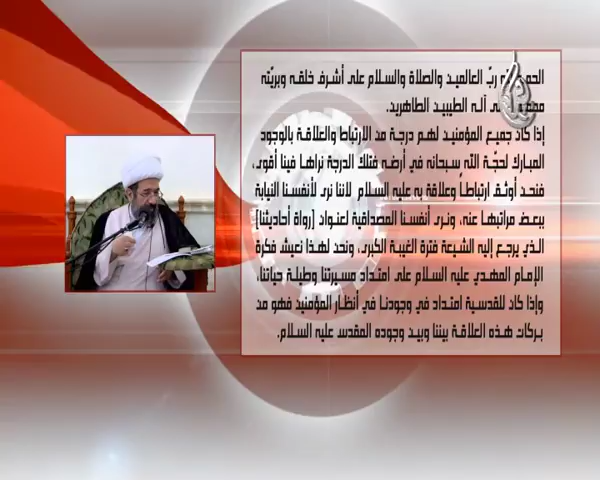 الحمد لله ربّ العالمين والصلاة والسلام على أشرف خلقه وبريّته
آله الطيبين الطاهرين.
إذا كان جميع المؤمنين لهم درجة من الارتباط والعلاقة بالوجود
المبارك لحجّة الله سبحانه في أرضه فتلك الدرجة نراها فينا أقوى،
فنحن أوثق ارتباطاً وعلاقة به عليه السلام لاننا نرى لأنفسنا النيابة
ببعض مراتبها عنه، ونرى أنفسنا المصداقية لعنوان [رواة أحاديثنا]
الذي يرجع إليه الشيعة فترة الغيبة الكبرى، ونحن لهذا نعيش فكرة
الإمام المهدي عليه السلام على امتداد مسيرتنا وطيلة حياتنا.
وإذا كان للقدسية امتداد في وجودنا في أنظار المؤمنين فهو من
بركات هذه العلاقة بيننا وبين وجوده المقدس عليه السلام.